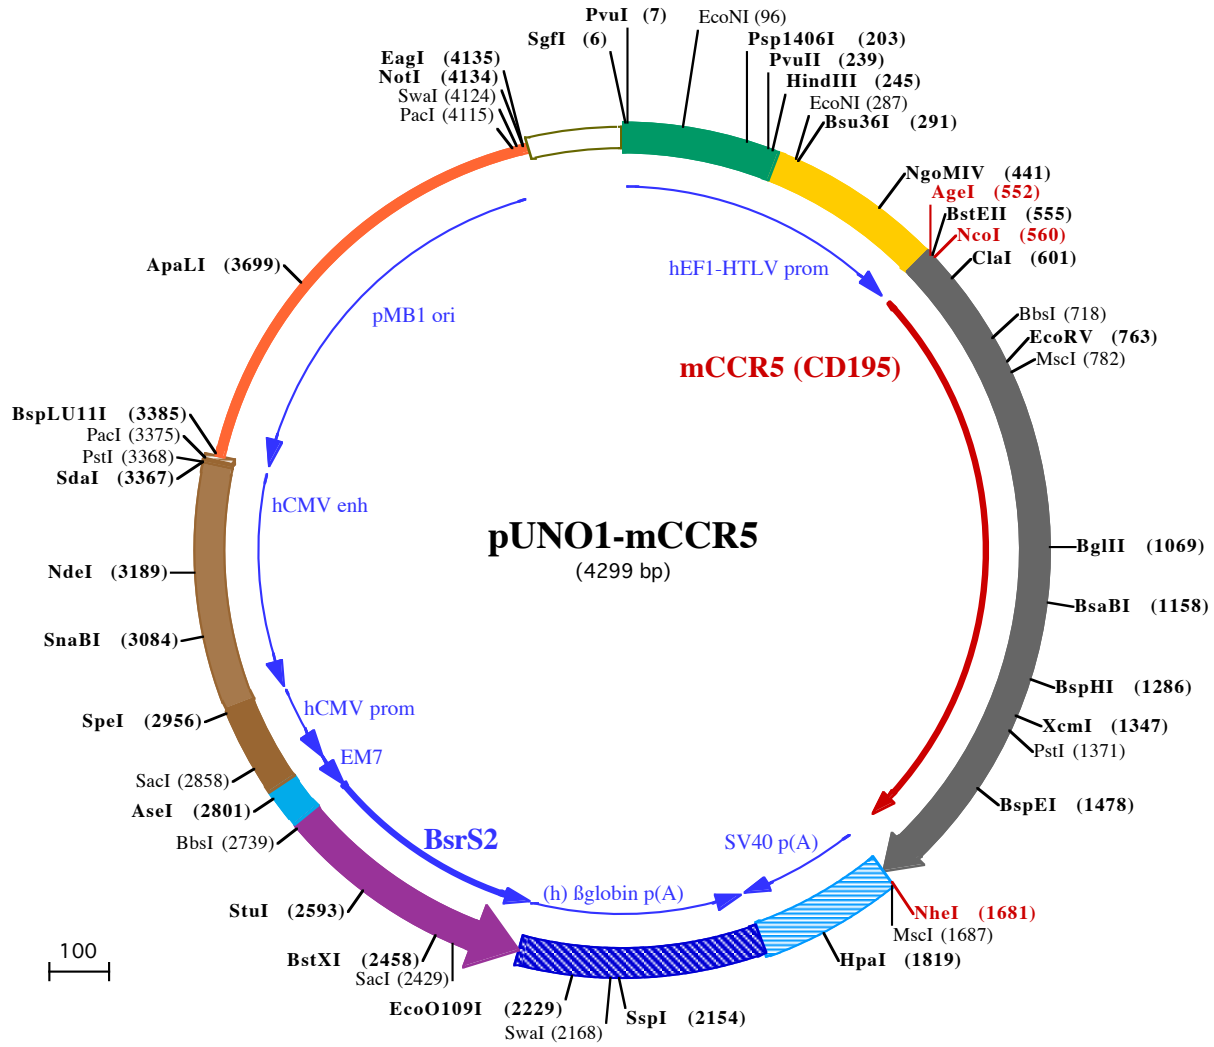 PvuI (7)
EcoNI (96)
SgfI (6)
Psp1406I (203)
PvuII (239)
HindIII (245)
EcoNI (287)
Bsu36I (291)
EagI (4135)
NotI (4134)
SwaI (4124)
PacI (4115)
NgoMIV (441)
AgeI (552)
BstEII (555)
NcoI (560)
ClaI (601)
hEF1-HTLV prom
ApaLI (3699)
pMB1 ori
BbsI (718)
EcoRV (763)
MscI (782)
mCCR5 (CD195)
BspLU11I (3385)
PacI (3375)
PstI (3368)
SdaI (3367)
hCMV enh
pUNO1-mCCR5
(4299 bp)
BglII (1069)
NdeI (3189)
BsaBI (1158)
SnaBI (3084)
BspHI (1286)
hCMV prom
SpeI (2956)
XcmI (1347)
PstI (1371)
EM7
SacI (2858)
AseI (2801)
BspEI (1478)
BbsI (2739)
BsrS2
SV40 p(A)
(h) ßglobin p(A)
StuI (2593)
NheI (1681)
MscI (1687)
100
BstXI (2458)
HpaI (1819)
SacI (2429)
EcoO109I (2229)
SspI (2154)
SwaI (2168)